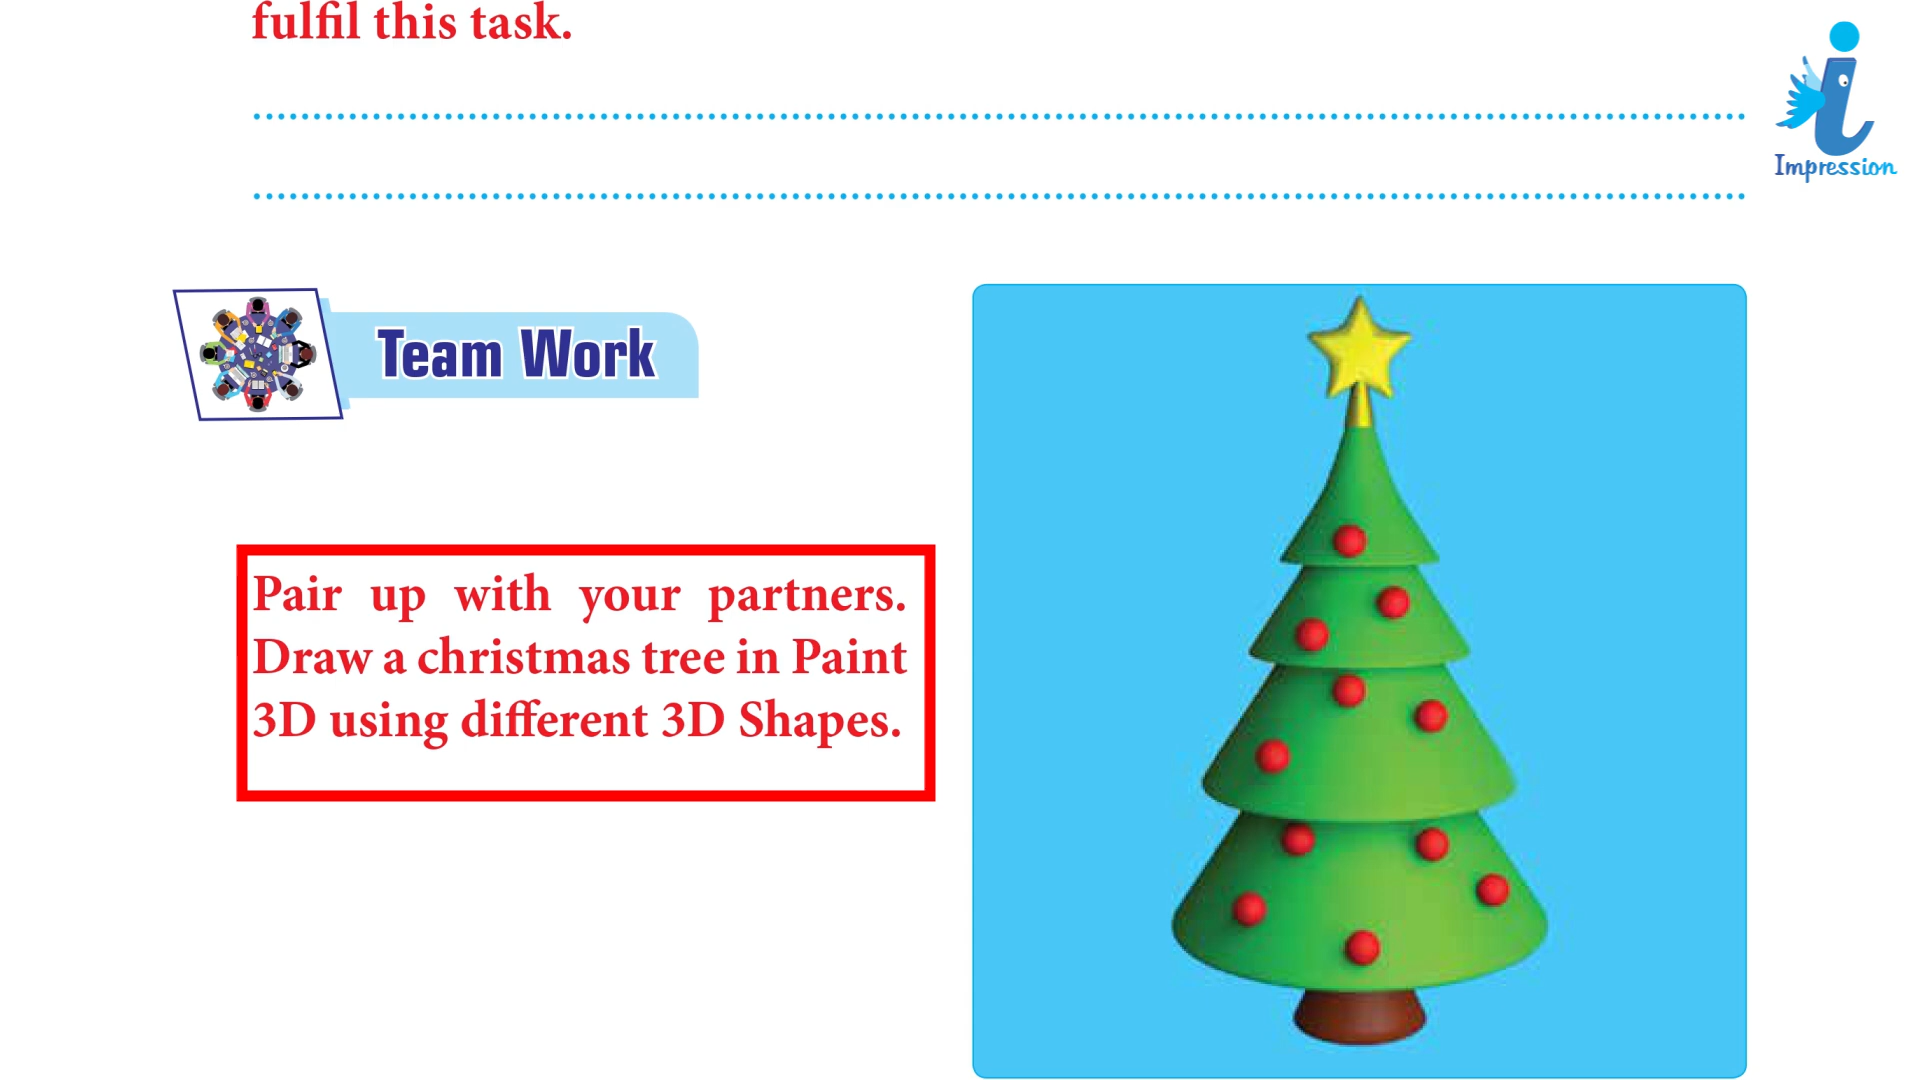 fulfil this task.
Impression
Team Work
Pair up with your partners.
Draw a christmas tree in Paint
3D using different 3D Shapes.